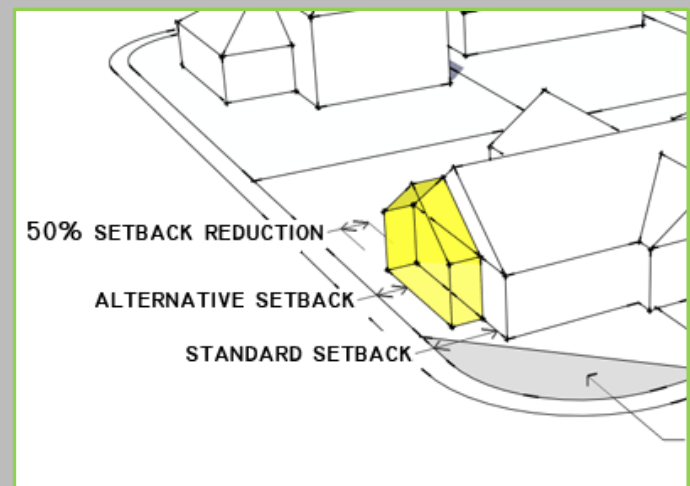 50% SETBACK REDUCTION
ALTERNATIVE SETBACK
STANDARD SETBACK